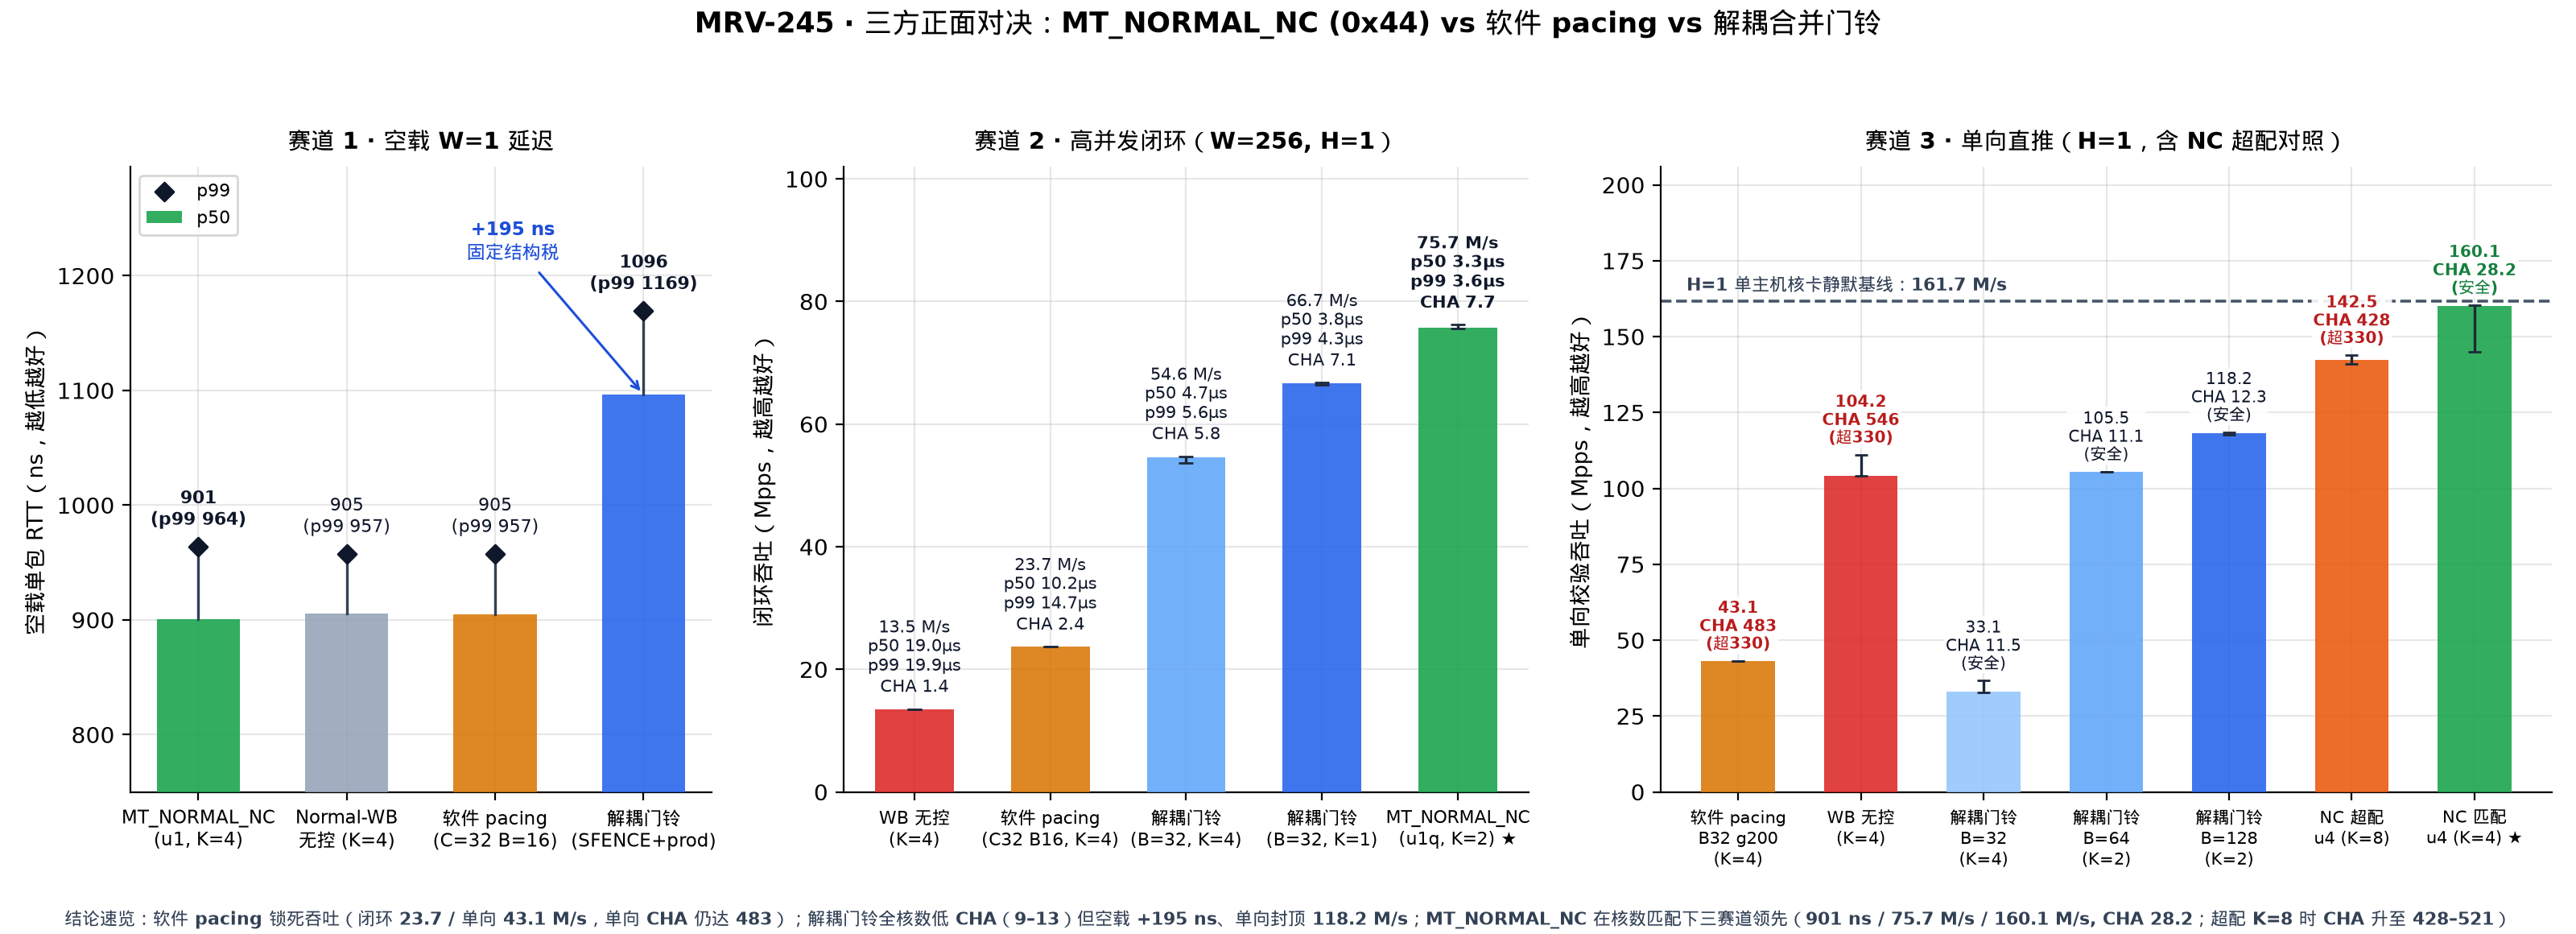 MRV-245 · 三方正面对决：MT_NORMAL_NC (0x44) vs 软件 pacing vs 解耦合并门铃
赛道 1 · 空载 W=1 延迟
空载单包 RTT（ns，越低越好）
1200
1100
1000
900
800
p99
p50
+195 ns
固定结构税
901
(p99 964)
905
(p99 957)
905
(p99 957)
1096
(p99 1169)
MT_NORMAL_NC
(u1, K=4)
Normal-WB
无控 (K=4)
软件 pacing
(C=32 B=16)
解耦门铃
(SFENCE+prod)
赛道 2 · 高并发闭环（W=256, H=1）
闭环吞吐（Mpps，越高越好）
100
80
60
40
20
0
13.5 M/s
p50 19.0μs
p99 19.9μs
CHA 1.4
23.7 M/s
p50 10.2μs
p99 14.7μs
CHA 2.4
54.6 M/s
p50 4.7μs
p99 5.6μs
CHA 5.8
66.7 M/s
p50 3.8μs
p99 4.3μs
CHA 7.1
75.7 M/s
p50 3.3μs
p99 3.6μs
CHA 7.7
WB 无控
(K=4)
软件 pacing
(C32 B16, K=4)
解耦门铃
(B=32, K=4)
解耦门铃
(B=32, K=1)
MT_NORMAL_NC
(u1q, K=2) ★
赛道 3 · 单向直推（H=1，含 NC 超配对照）
单向校验吞吐（Mpps，越高越好）
200
175
150
125
100
75
50
25
0
H=1 单主机核卡静默基线：161.7 M/s
43.1
CHA 483
(超330)
104.2
CHA 546
(超330)
33.1
CHA 11.5
(安全)
105.5
CHA 11.1
(安全)
118.2
CHA 12.3
(安全)
142.5
CHA 428
(超330)
160.1
CHA 28.2
(安全)
软件 pacing
B32 g200
(K=4)
WB 无控
(K=4)
解耦门铃
B=32
(K=4)
解耦门铃
B=64
(K=2)
解耦门铃
B=128
(K=2)
NC 超配
u4 (K=8)
NC 匹配
u4 (K=4) ★
结论速览：软件 pacing 锁死吞吐（闭环 23.7 / 单向 43.1 M/s，单向 CHA 仍达 483）；解耦门铃全核数低 CHA（9–13）但空载 +195 ns、单向封顶 118.2 M/s；MT_NORMAL_NC 在核数匹配下三赛道领先（901 ns / 75.7 M/s / 160.1 M/s, CHA 28.2；超配 K=8 时 CHA 升至 428–521）